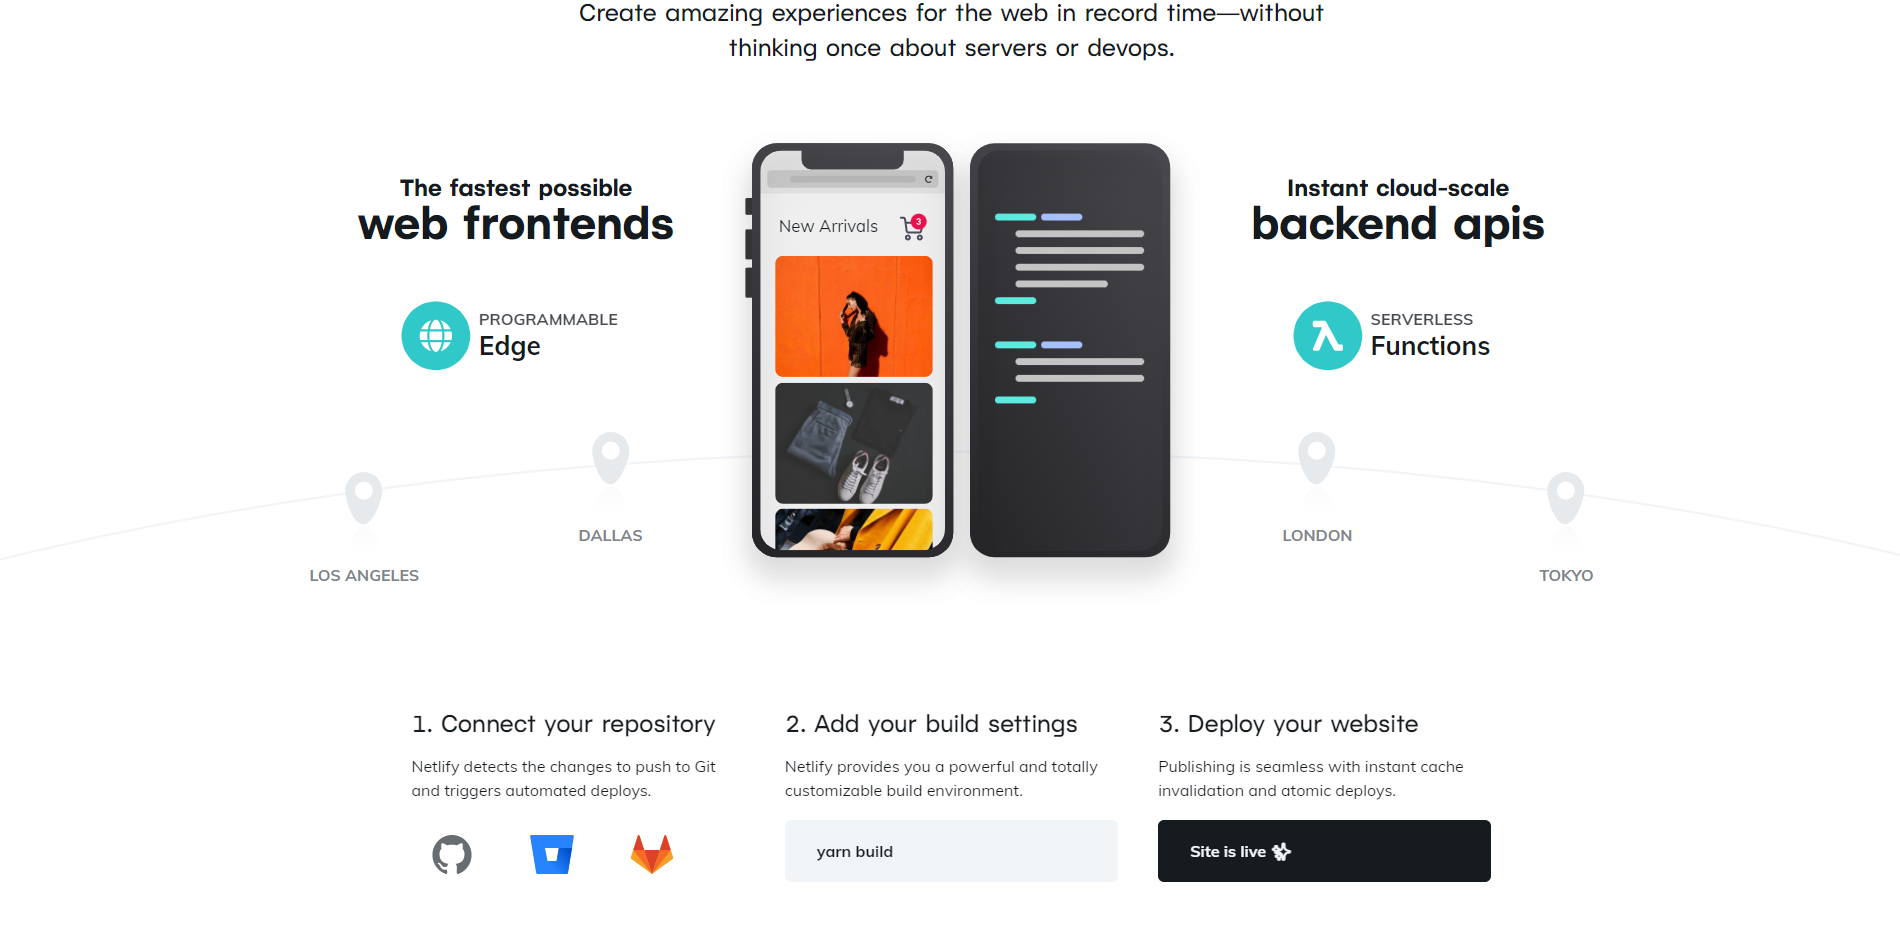 Create amazing experiences for the web in record time—without
thinking once about servers or devops.
The fastest possible
web frontends
PROGRAMMABLE
Edge
New Arrivals
3
Instant cloud-scale
backend apis
SERVERLESS
Functions
LOS ANGELES
DALLAS
LONDON
TOKYO
1. Connect your repository
Netlify detects the changes to push to Git
and triggers automated deploys.
2. Add your build settings
Netlify provides you a powerful and totally
customizable build environment.
yarn build
3. Deploy your website
Publishing is seamless with instant cache
invalidation and atomic deploys.
Site is live